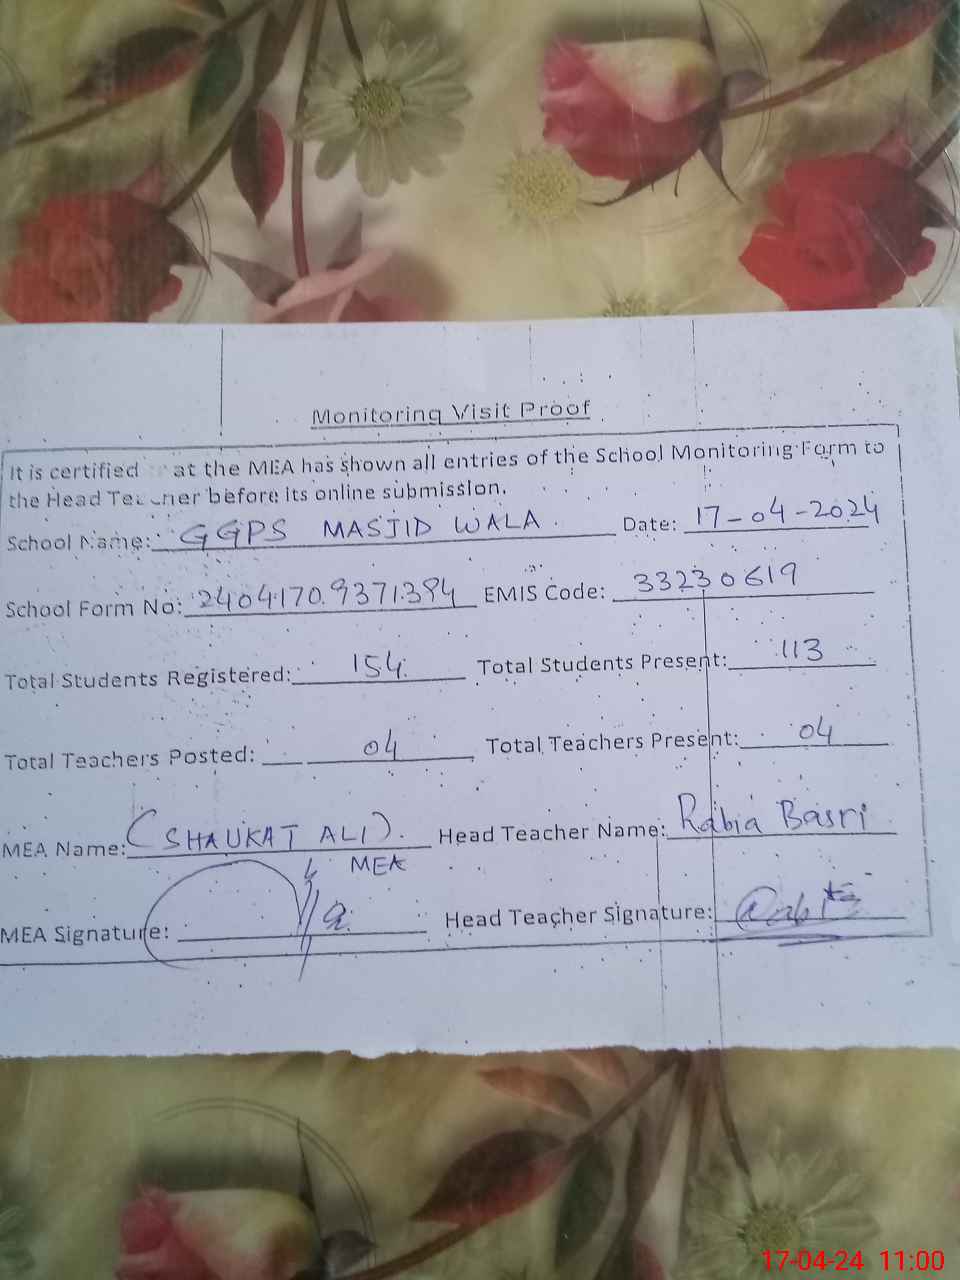 Monitoring Visit Proof
It is certified at the MEA has shown all entries of the School Monitoring Form to
the Head Teacher before its online submission.
School Name: GGPS MASJID WALA. Date: 17-04-2024
School Form No: 2404170.9371394 EMIS Code: 33230619
Total Students Registered: 154 Total Students Present: 113
Total Teachers Posted: 04 Total Teachers Present: 04
MEA Name: (SHAUKAT ALI). Head Teacher Name: Rabia Basri
MEA
MEA Signature: Head Teacher Signature:
17-04-24 11:00